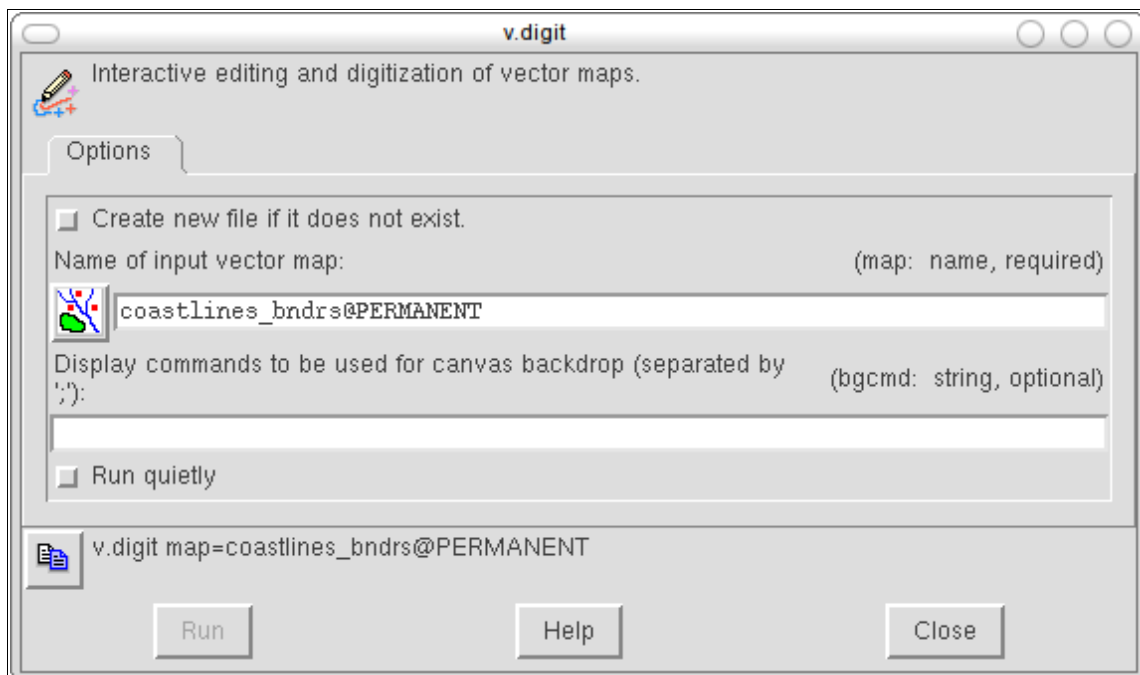 v.digit
Interactive editing and digitization of vector maps.
Options
Create new file if it does not exist.
Name of input vector map: (map: name, required)
coastlines_bndrs@PERMANENT
Display commands to be used for canvas backdrop (separated by
';'): (bgcmd: string, optional)
Run quietly
v.digit map=coastlines_bndrs@PERMANENT
Run Help Close